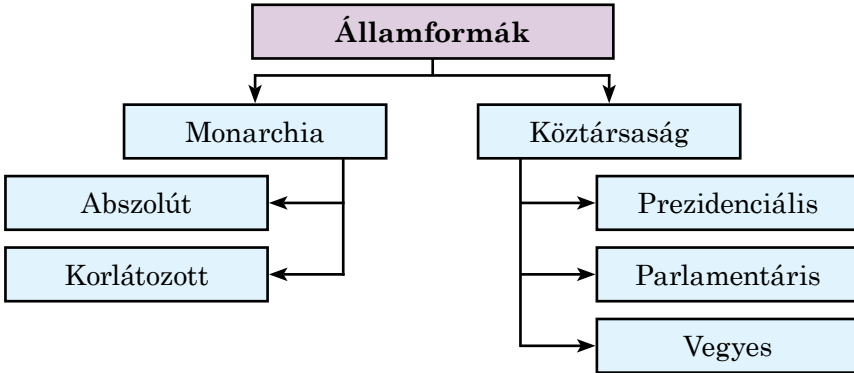 Államformák
Monarchia
Köztársaság
Abszolút
Korlátozott
Prezidenciális
Parlamentáris
Vegyes